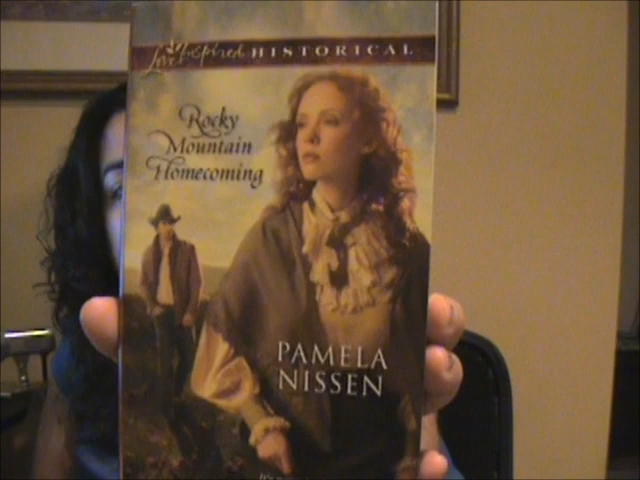 Love Inspired HISTORICAL
Rocky
Mountain
Homecoming
PAMELA
NISSEN